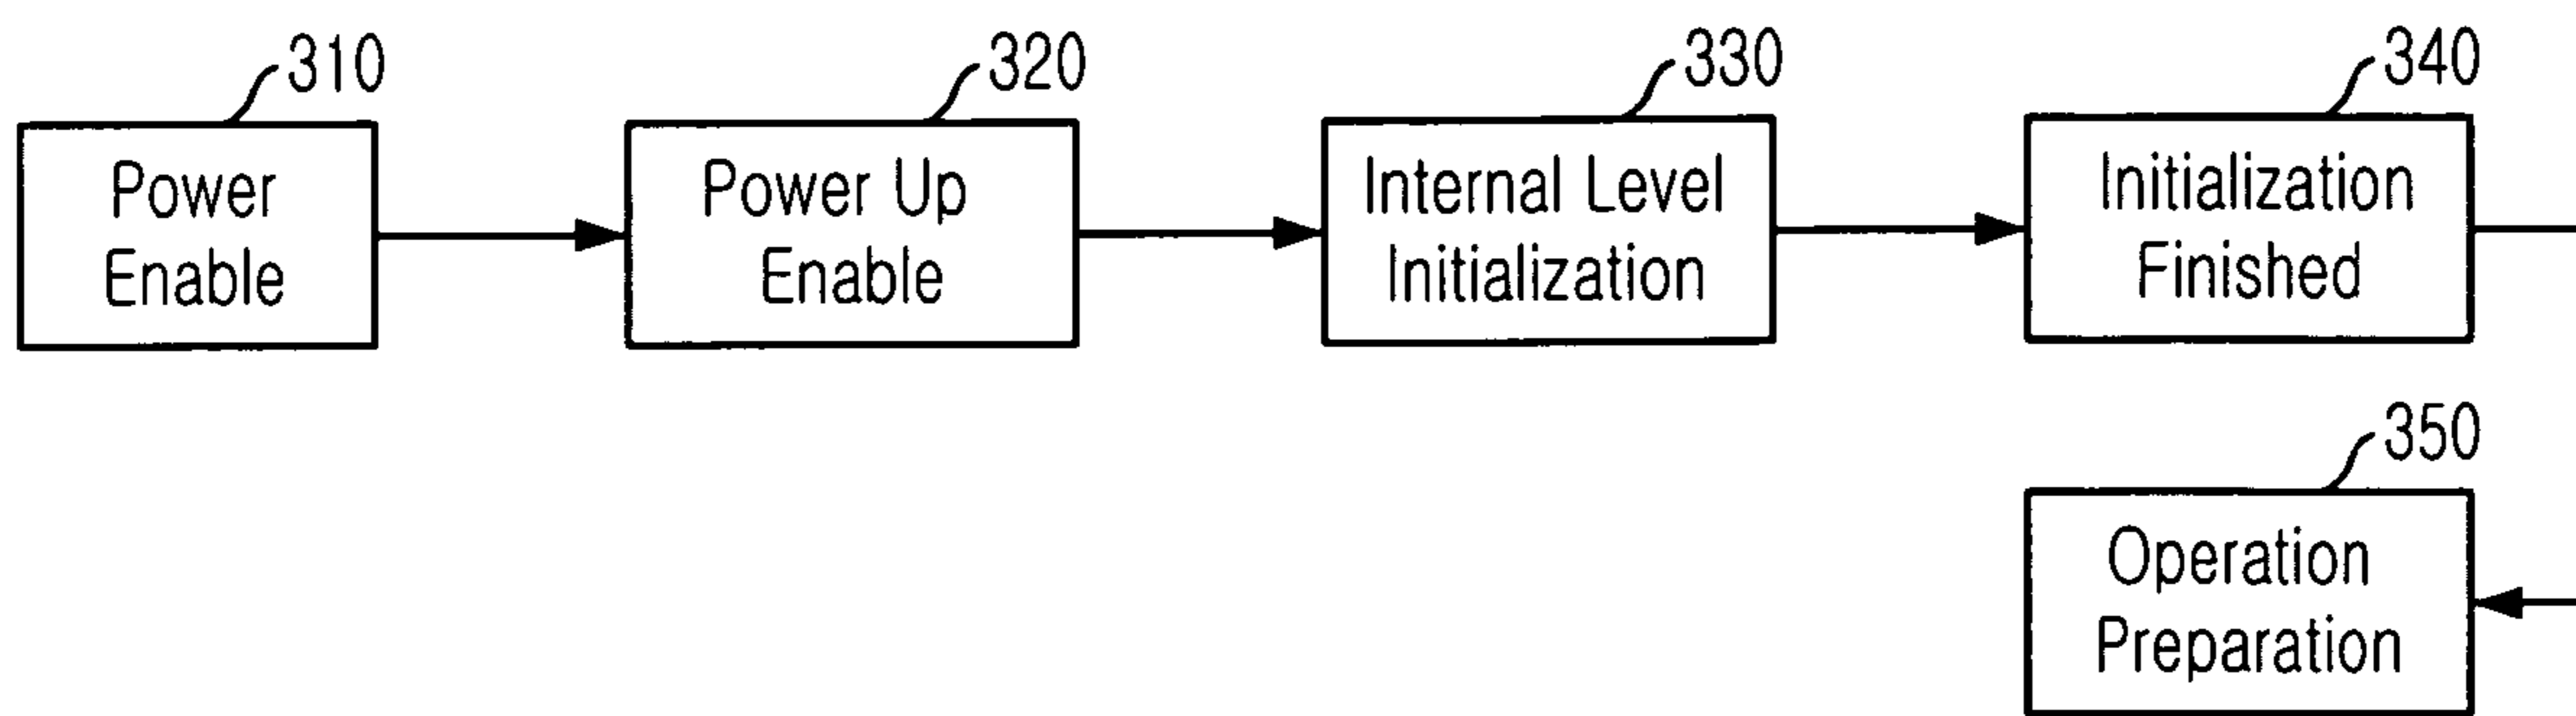 310
Power
Enable
320
Power Up
Enable
330
Internal Level
Initialization
340
Initialization
Finished
350
Operation
Preparation